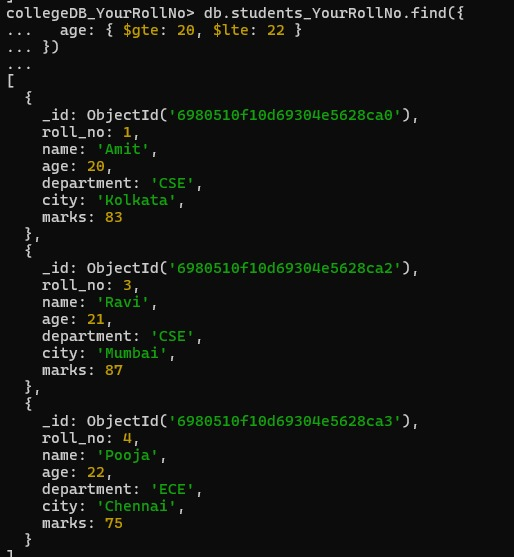 collegeDB_YourRollNo> db.students_YourRollNo.find({
...   age: { $gte: 20, $lte: 22 }
... })
...
[
  {
    _id: ObjectId('6980510f10d69304e5628ca0'),
    roll_no: 1,
    name: 'Amit',
    age: 20,
    department: 'CSE',
    city: 'Kolkata',
    marks: 83
  },
  {
    _id: ObjectId('6980510f10d69304e5628ca2'),
    roll_no: 3,
    name: 'Ravi',
    age: 21,
    department: 'CSE',
    city: 'Mumbai',
    marks: 87
  },
  {
    _id: ObjectId('6980510f10d69304e5628ca3'),
    roll_no: 4,
    name: 'Pooja',
    age: 22,
    department: 'ECE',
    city: 'Chennai',
    marks: 75
  }
]